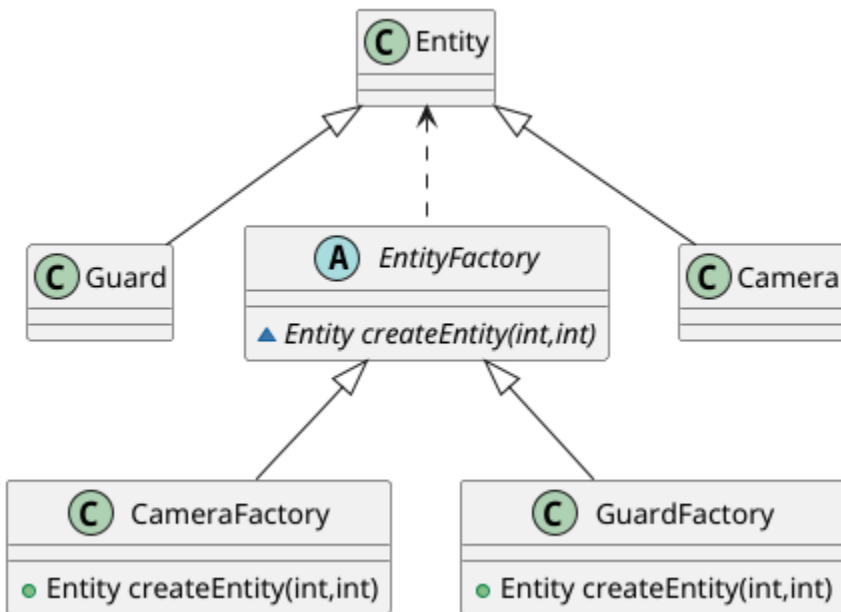 C Entity
C Guard
A EntityFactory
C Camera
Entity createEntity(int,int)
C CameraFactory
C GuardFactory
Entity createEntity(int,int)
Entity createEntity(int,int)